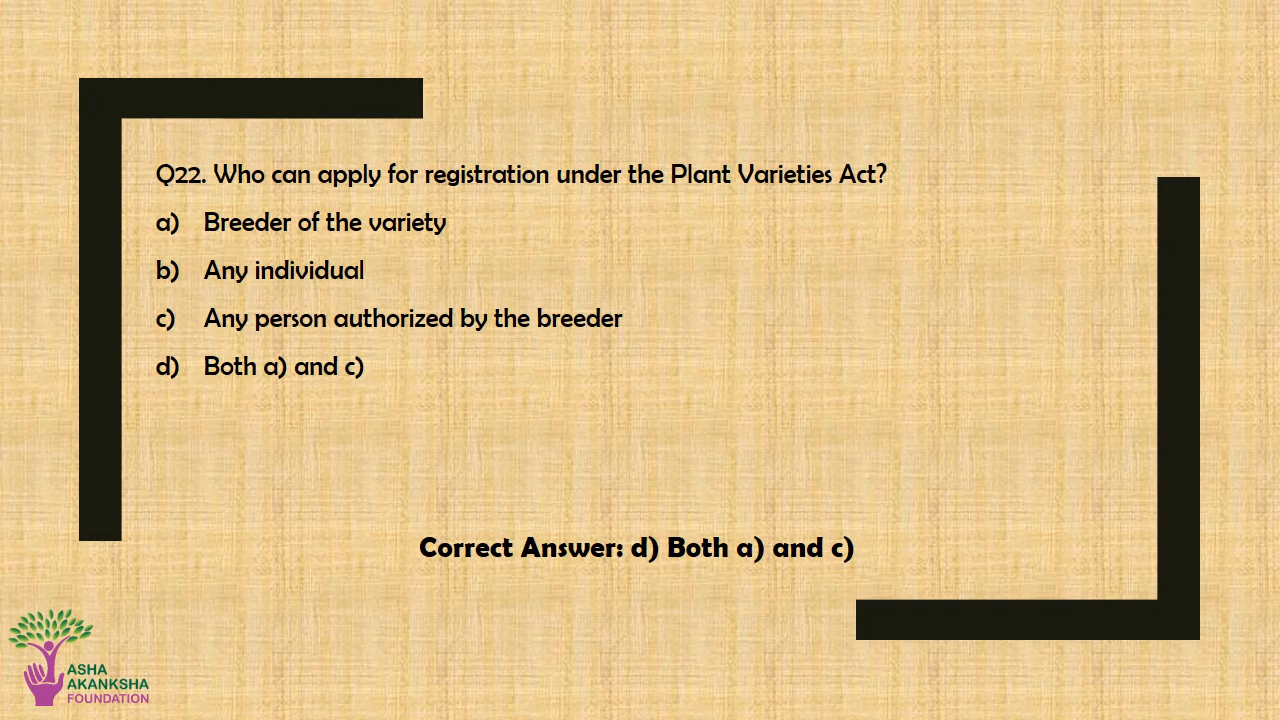 Q22. Who can apply for registration under the Plant Varieties Act?
a) Breeder of the variety
b) Any individual
c) Any person authorized by the breeder
d) Both a) and c)
Correct Answer: d) Both a) and c)
ASHA
AKANKSHA
FOUNDATION